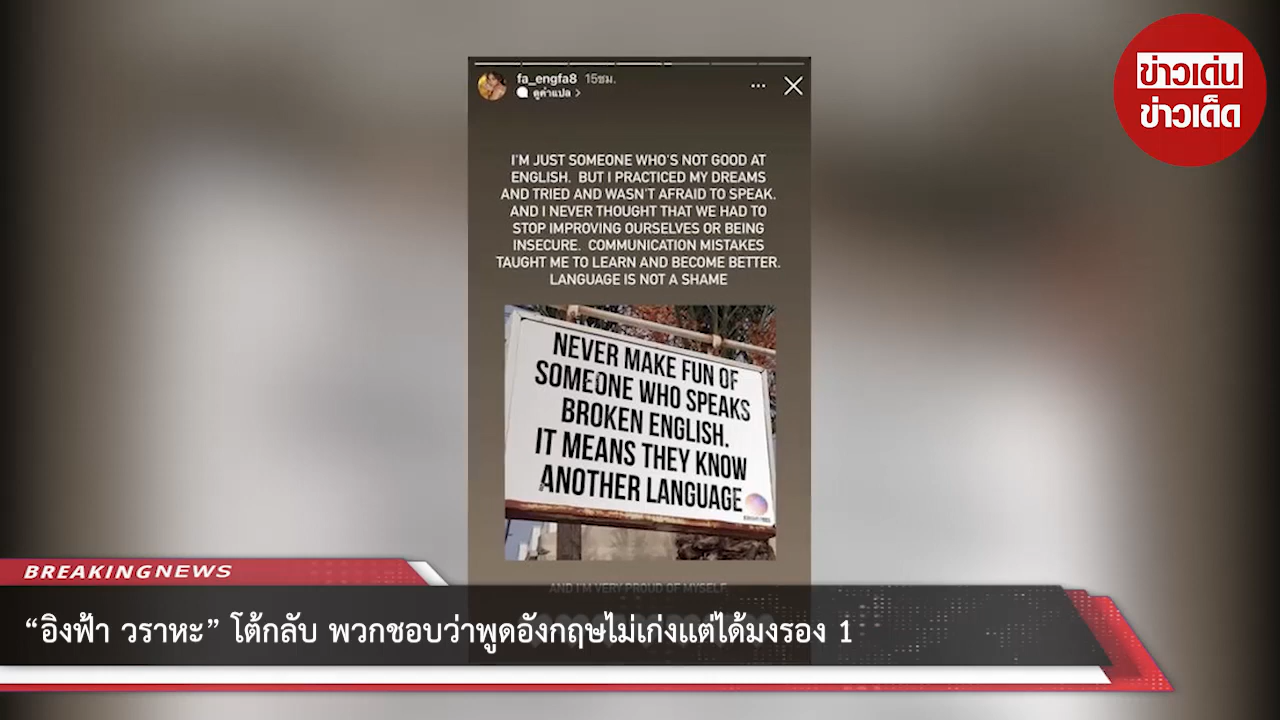 ข่าวเด่น
ข่าวเด็ด
fa_engfa8 15ชม.
ดูคำแปล >
I'M JUST SOMEONE WHO'S NOT GOOD AT
ENGLISH. BUT I PRACTICED MY DREAMS
AND TRIED AND WASN'T AFRAID TO SPEAK.
AND I NEVER THOUGHT THAT WE HAD TO
STOP IMPROVING OURSELVES OR BEING
INSECURE. COMMUNICATION MISTAKES
TAUGHT ME TO LEARN AND BECOME BETTER.
LANGUAGE IS NOT A SHAME
NEVER MAKE FUN OF
SOMEONE WHO SPEAKS
BROKEN ENGLISH.
IT MEANS THEY KNOW
ANOTHER LANGUAGE
AND I'M VERY PROUD OF MYSELF
BREAKINGNEWS
“อิงฟ้า วราหะ” โต้กลับ พวกชอบว่าพูดอังกฤษไม่เก่งแต่ได้มงรอง 1